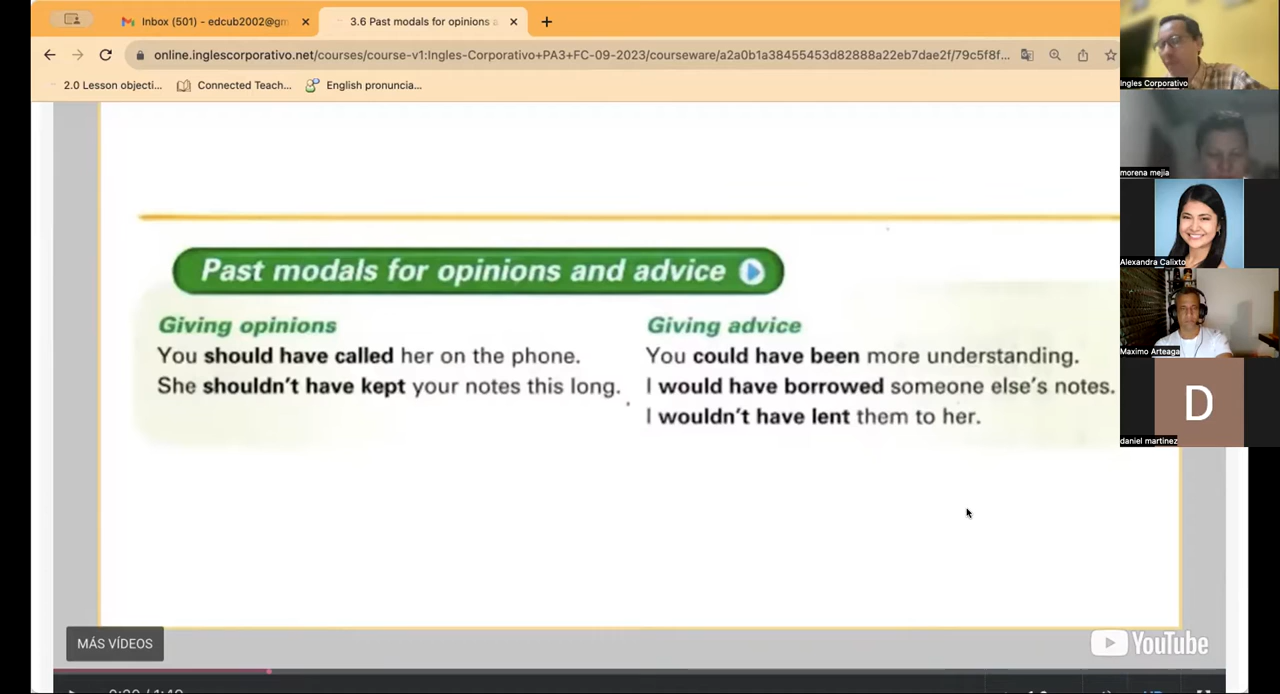 Inbox (501) - edcub2002@gm
3.6 Past modals for opinions a
online.inglescorporativo.net/courses/course-v1:Ingles-Corporativo+PA3+FC-09-2023/courseware/a2a0b1a38455453d82888a22eb7dae2f/79c5f8f...
2.0 Lesson objecti...
Connected Teach...
English pronuncia...
Past modals for opinions and advice
Giving opinions
You should have called her on the phone.
She shouldn't have kept your notes this long.
Giving advice
You could have been more understanding.
I would have borrowed someone else's notes.
I wouldn't have lent them to her.
MÁS VÍDEOS
YouTube
Ingles Corporativo
morena mejia
Alexandra Calixto
Maximo Arteaga
D
daniel martinez